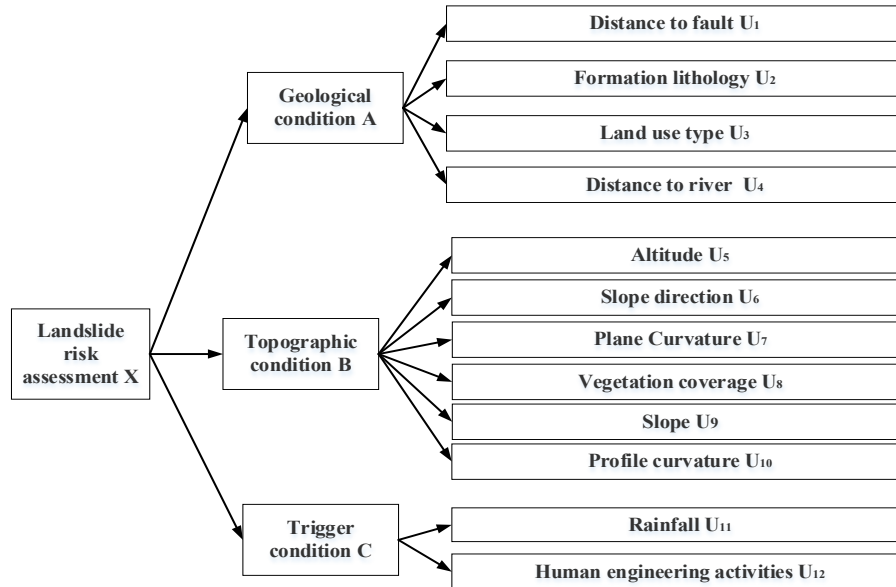 Landslide
risk
assessment X
Geological
condition A
Distance to fault U₁
Formation lithology U₂
Land use type U₃
Distance to river U₄
Topographic
condition B
Altitude U₅
Slope direction U₆
Plane Curvature U₇
Vegetation coverage U₈
Slope U₉
Profile curvature U₁₀
Trigger
condition C
Rainfall U₁₁
Human engineering activities U₁₂